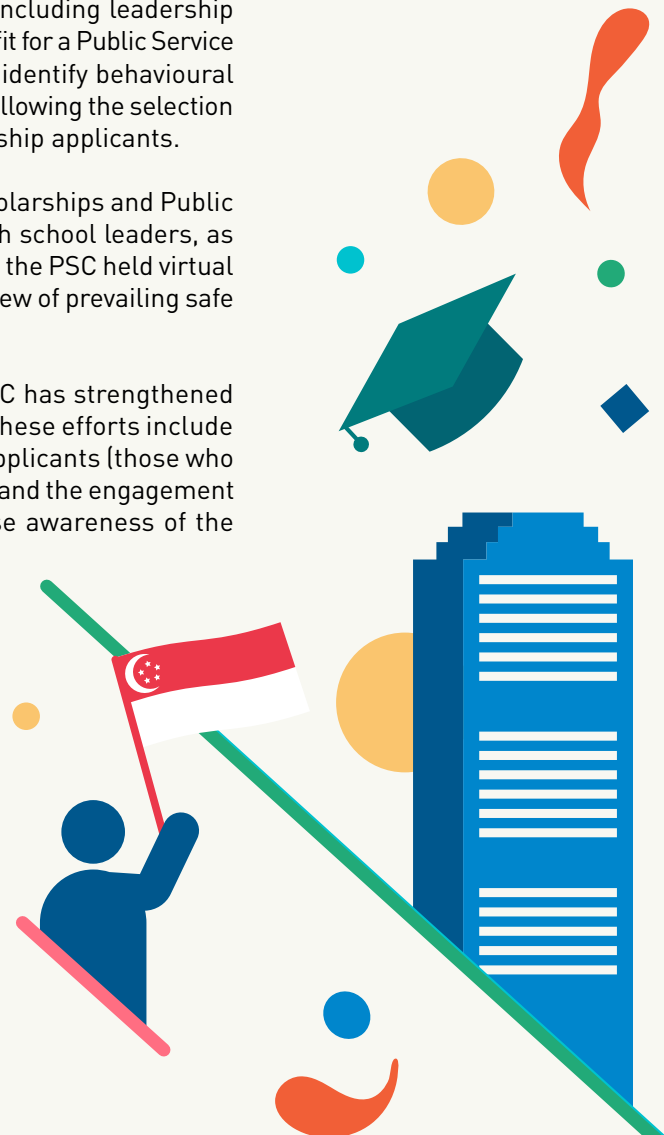 ncluding leadership
fit for a Public Service
identify behavioural
llowing the selection
ship applicants.
olarships and Public
h school leaders, as
the PSC held virtual
ew of prevailing safe
C has strengthened
hese efforts include
pplicants (those who
and the engagement
se awareness of the